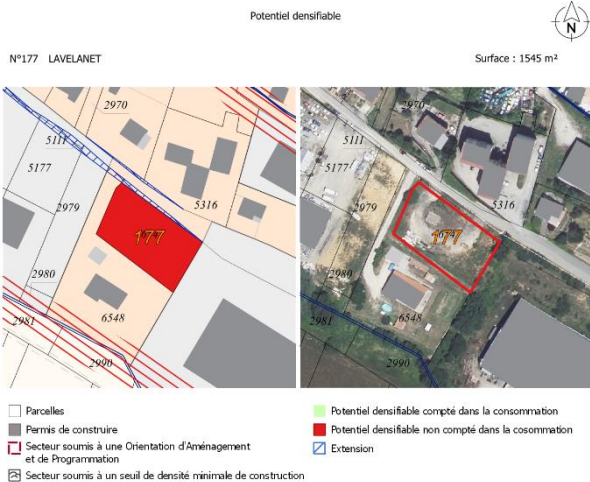 Potentiel densifiable
N
N°177 LAVELANET
Surface : 1545 m²
2970
5111
5177
2979
5316
177
2980
2981
6548
2990
2970
5111
5177
2979
5316
177
2980
2981
6548
2990
Parcelles
Permis de construire
Secteur soumis à une Orientation d'Aménagement
et de Programmation
Secteur soumis à un seuil de densité minimale de construction
Potentiel densifiable compté dans la consommation
Potentiel densifiable non compté dans la cosommation
Extension